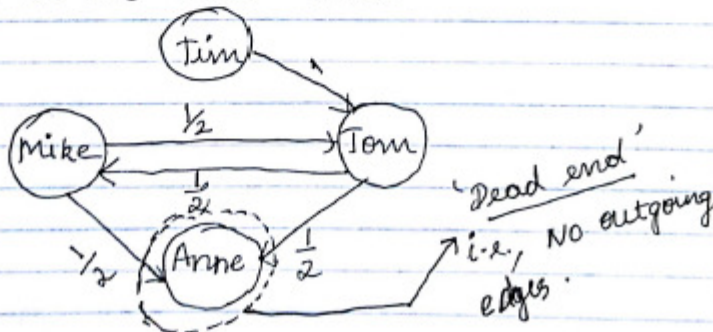 Tim
1
Mike
1/2
Tom
1/2
1/2
Anne
1/2
'Dead end'
i.e., NO outgoing
edges.